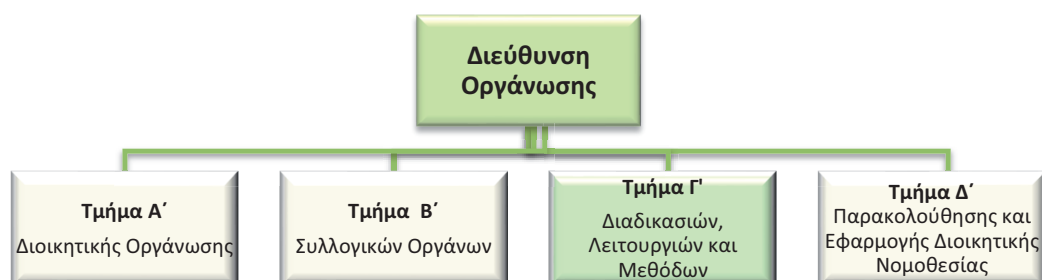 Διεύθυνση
Οργάνωσης
Τμήμα Α΄
Διοικητικής Οργάνωσης
Τμήμα Β΄
Συλλογικών Οργάνων
Τμήμα Γ'
Διαδικασιών,
Λειτουργιών και
Μεθόδων
Τμήμα Δ΄
Παρακολούθησης και
Εφαρμογής Διοικητικής
Νομοθεσίας